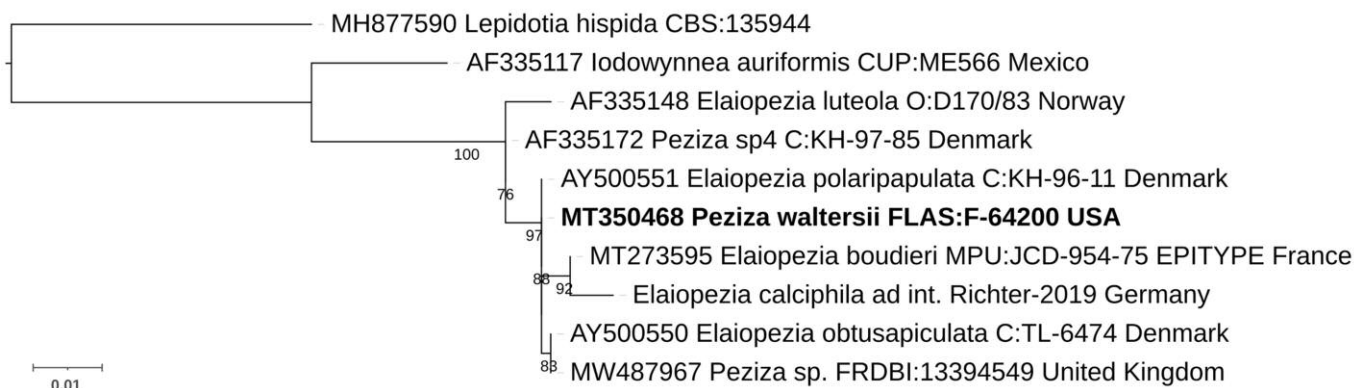 MH877590 Lepidotia hispida CBS:135944
AF335117 Iodowynnea auriformis CUP:ME566 Mexico
AF335148 Elaiopezia luteola O:D170/83 Norway
AF335172 Peziza sp4 C:KH-97-85 Denmark
100
AY500551 Elaiopezia polaripapulata C:KH-96-11 Denmark
76
MT350468 Peziza waltersii FLAS:F-64200 USA
97
MT273595 Elaiopezia boudieri MPU:JCD-954-75 EPITYPE France
88
92
Elaiopezia calciphila ad int. Richter-2019 Germany
AY500550 Elaiopezia obtusapiculata C:TL-6474 Denmark
83
MW487967 Peziza sp. FRDBI:13394549 United Kingdom
0.01